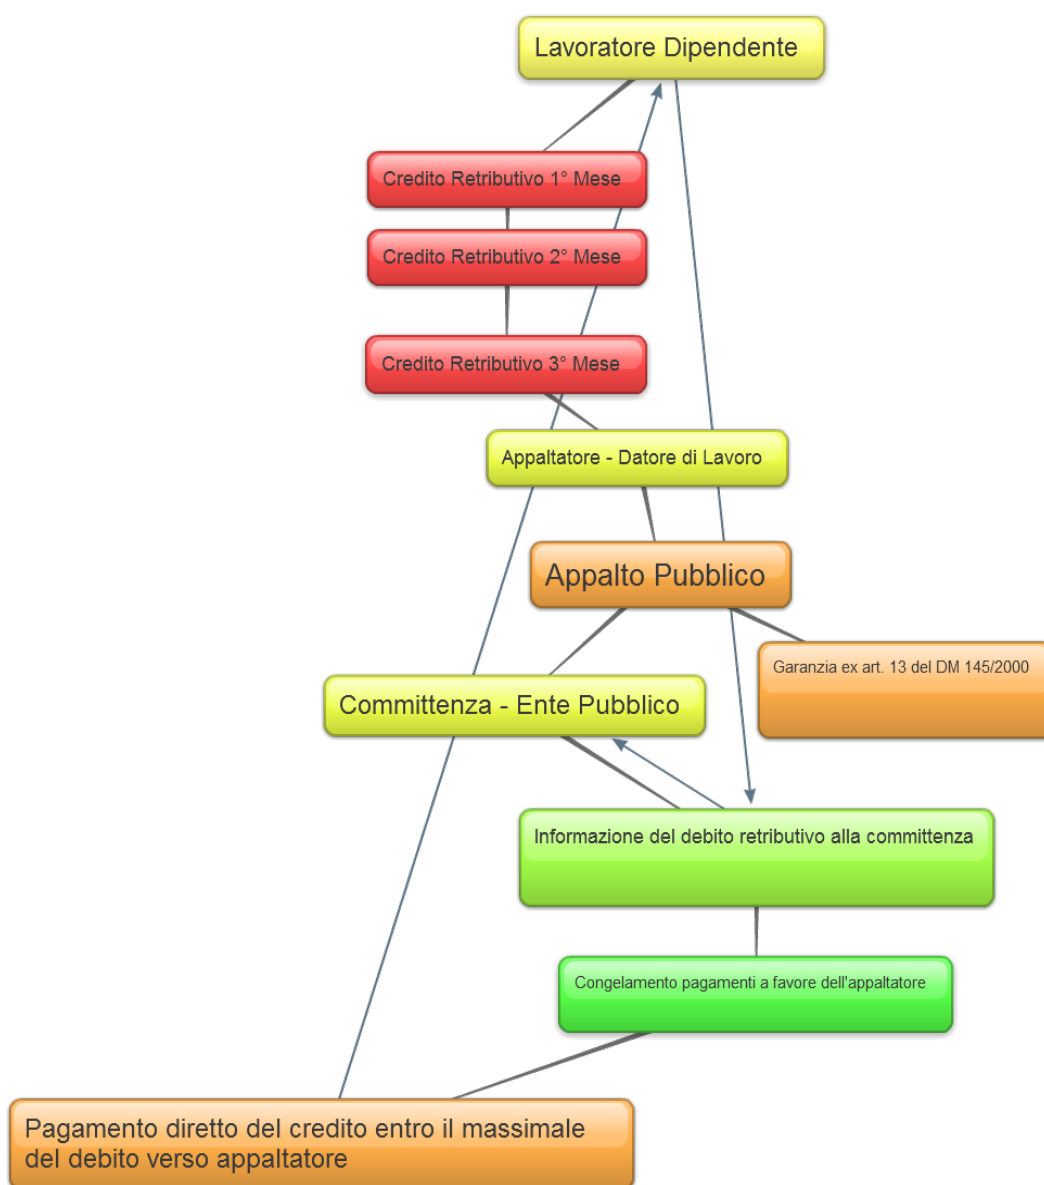 Lavoratore Dipendente
Credito Retributivo 1° Mese
Credito Retributivo 2° Mese
Credito Retributivo 3° Mese
Appaltatore - Datore di Lavoro
Appalto Pubblico
Garanzia ex art. 13 del DM 145/2000
Committenza - Ente Pubblico
Informazione del debito retributivo alla committenza
Congelamento pagamenti a favore dell'appaltatore
Pagamento diretto del credito entro il massimale
del debito verso appaltatore